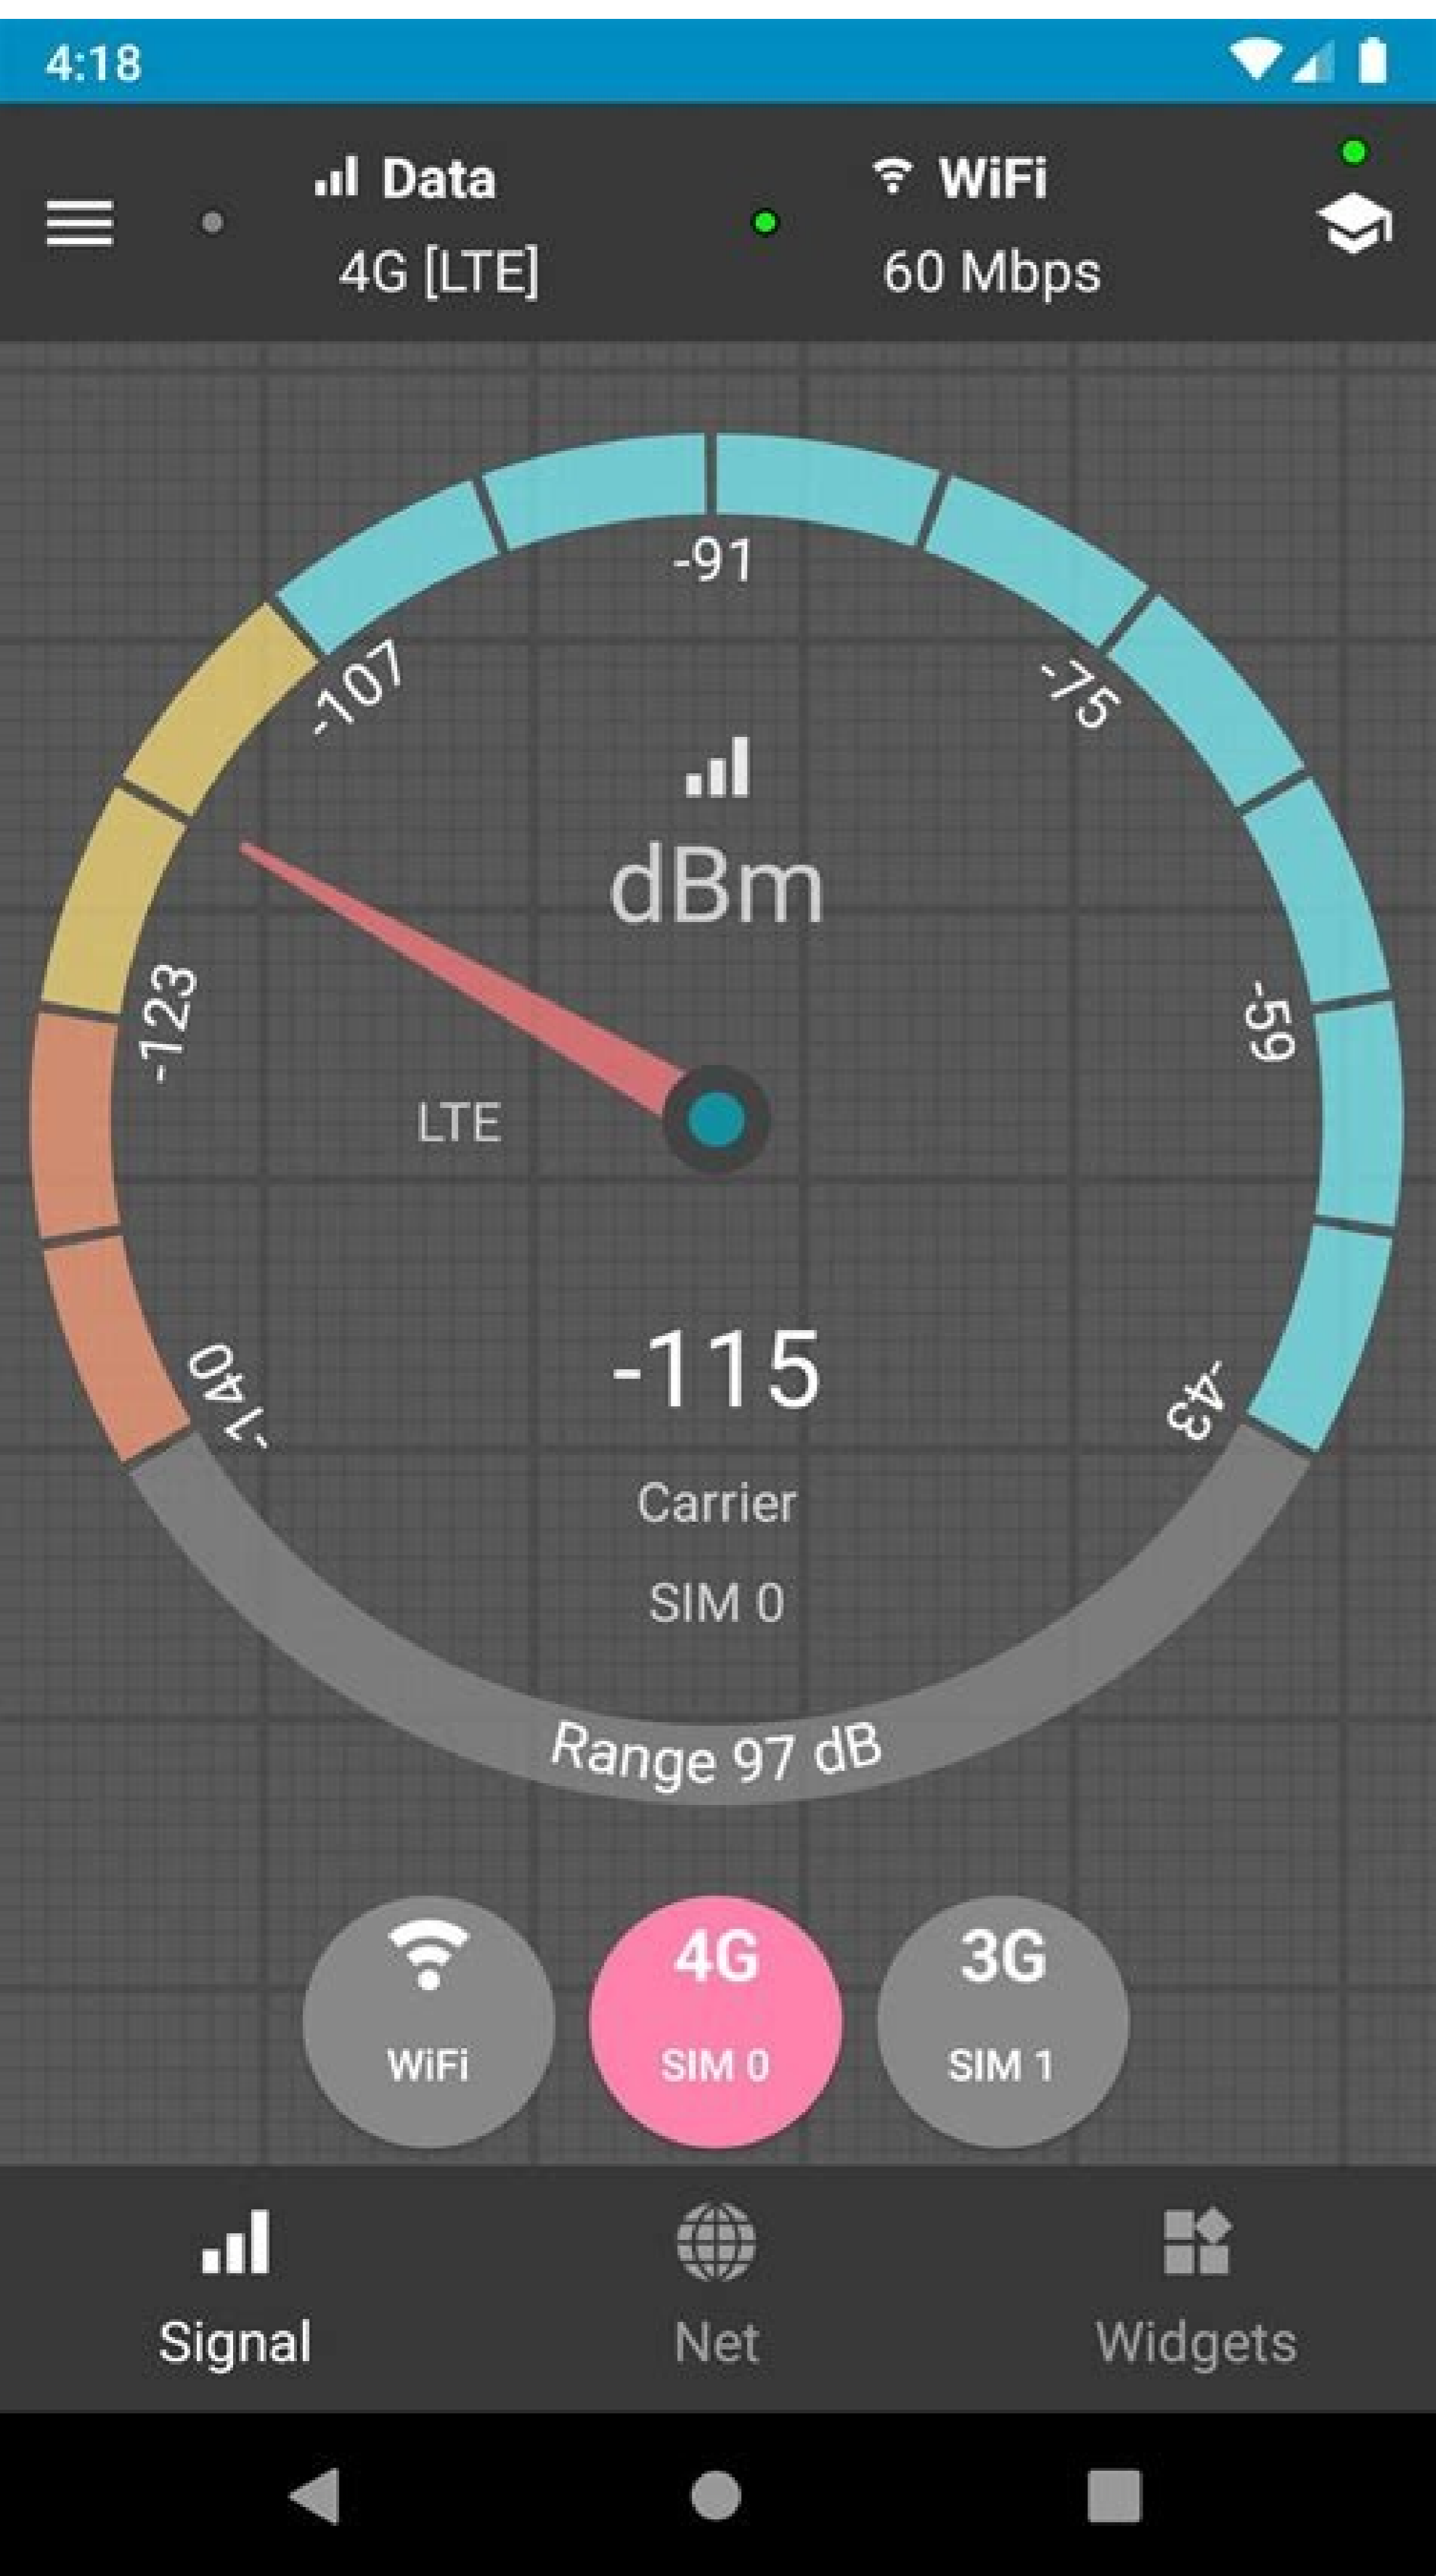 4:18
Data
4G [LTE]
WiFi
60 Mbps
-91
-107
-75
dBm
-123
-59
LTE
-140
-115
-43
Carrier
SIM 0
Range 97 dB
WiFi
4G
SIM 0
3G
SIM 1
Signal
Net
Widgets